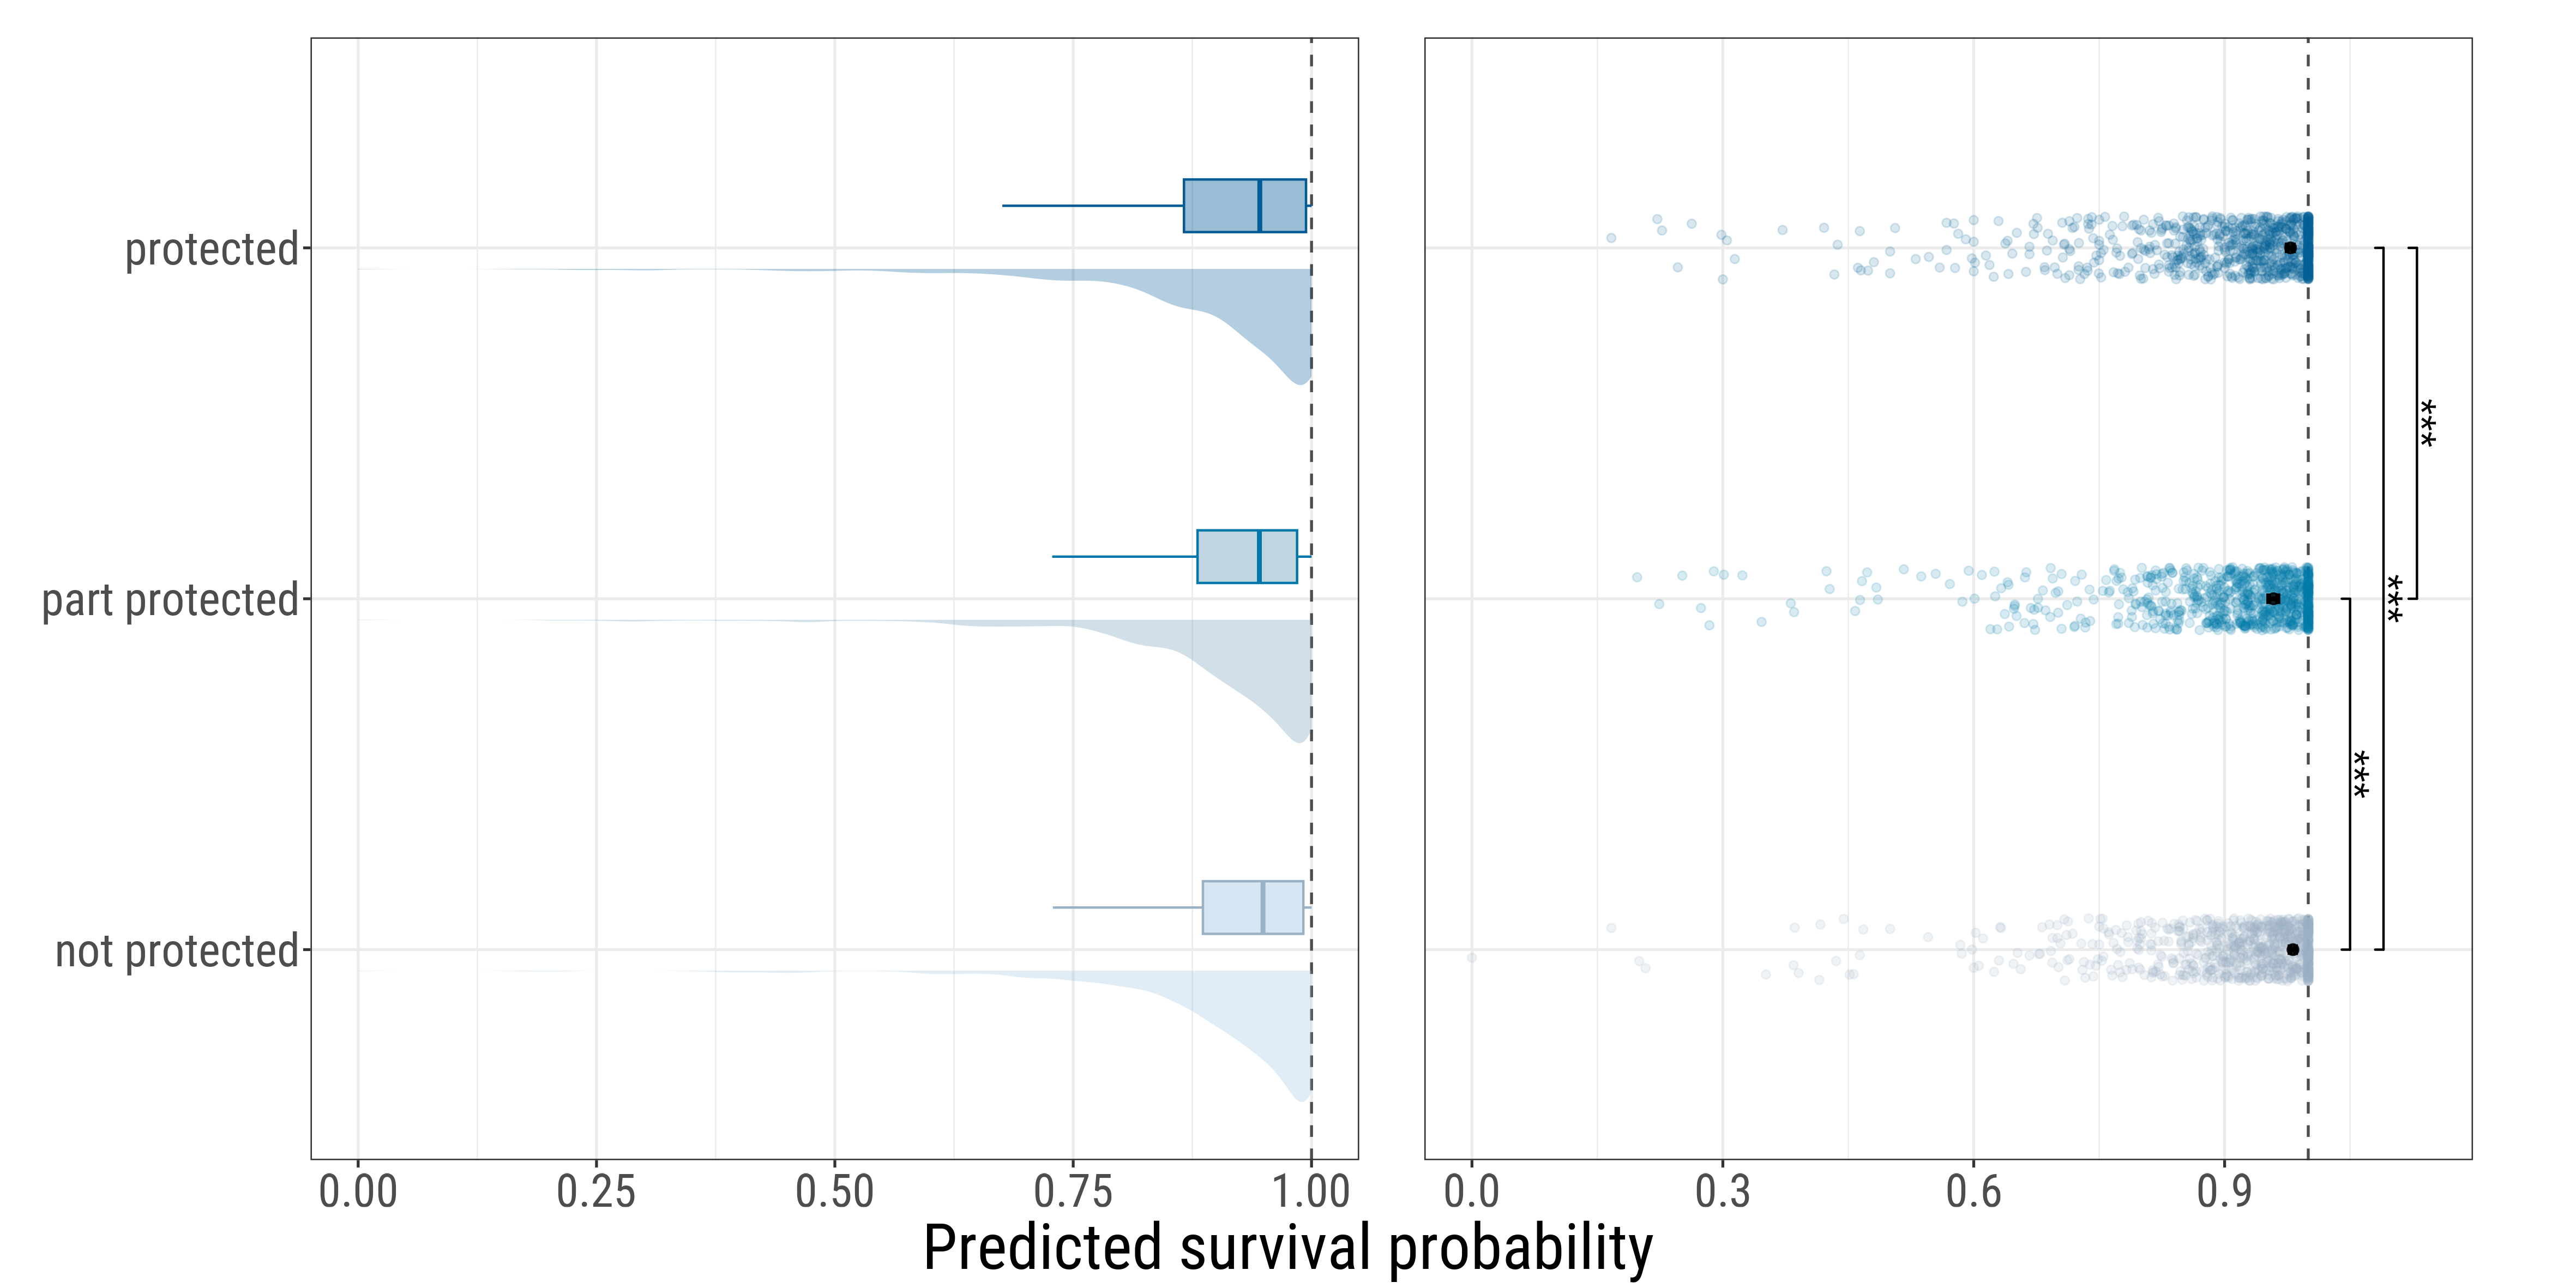 protected
part protected
not protected
***
***
***
0.00 0.25 0.50 0.75 1.00
0.0 0.3 0.6 0.9
Predicted survival probability